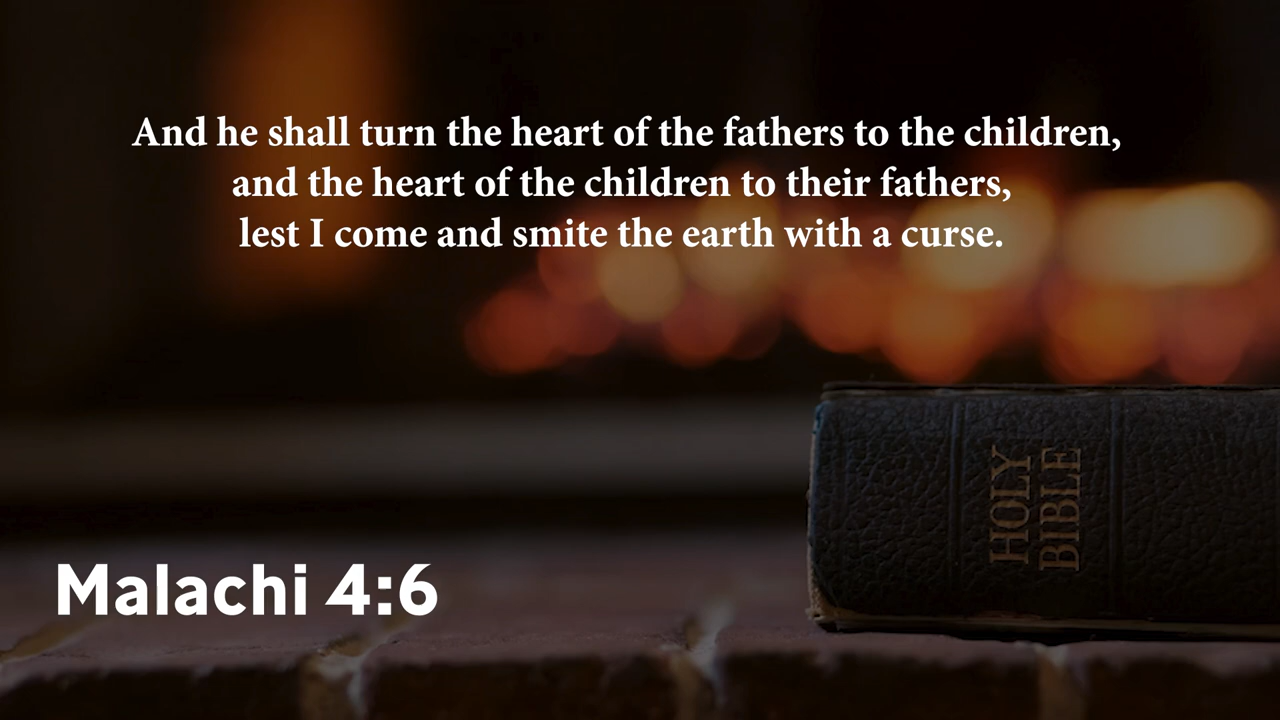 And he shall turn the heart of the fathers to the children,
and the heart of the children to their fathers,
lest I come and smite the earth with a curse.
HOLY
BIBLE
Malachi 4:6